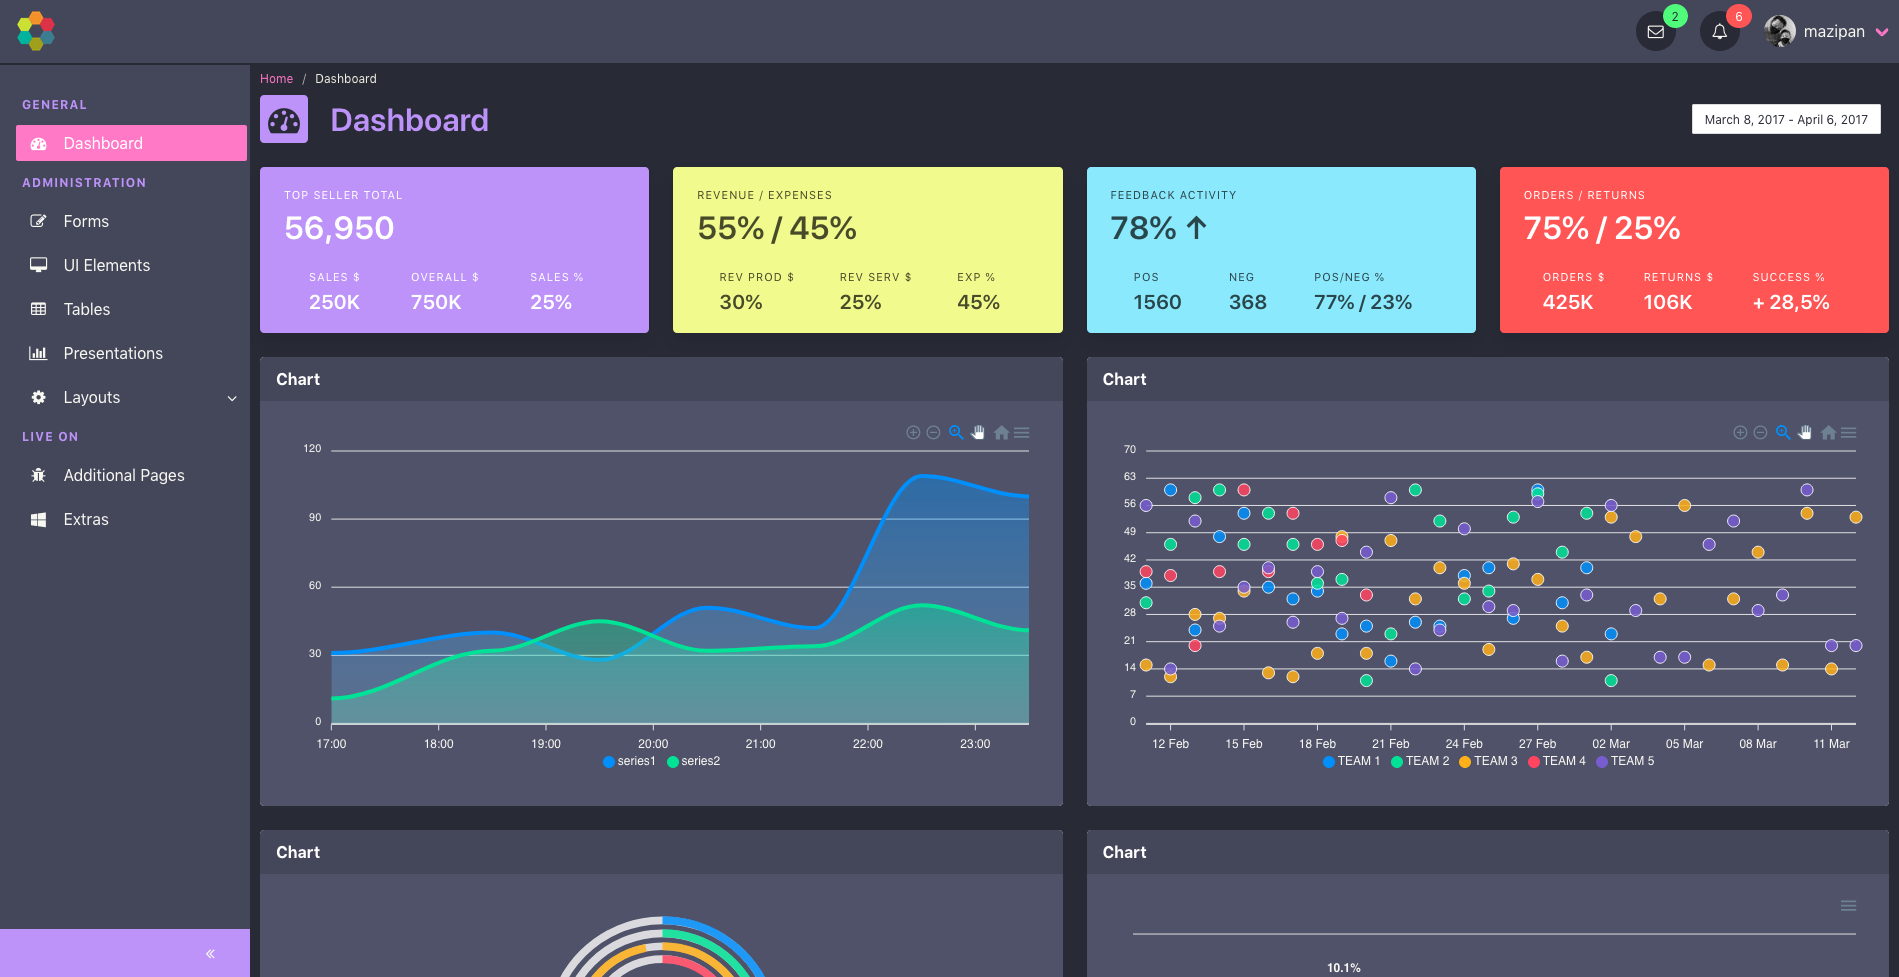 2
6
mazipan
GENERAL
Dashboard
ADMINISTRATION
Forms
UI Elements
Tables
Presentations
Layouts
LIVE ON
Additional Pages
Extras
«
Home / Dashboard
Dashboard
March 8, 2017 - April 6, 2017
TOP SELLER TOTAL
56,950
SALES $ OVERALL $ SALES %
250K 750K 25%
REVENUE / EXPENSES
55% / 45%
REV PROD $ REV SERV $ EXP %
30% 25% 45%
FEEDBACK ACTIVITY
78% ↑
POS NEG POS/NEG %
1560 368 77% / 23%
ORDERS / RETURNS
75% / 25%
ORDERS $ RETURNS $ SUCCESS %
425K 106K + 28,5%
Chart
120
90
60
30
0
17:00 18:00 19:00 20:00 21:00 22:00 23:00
series1 series2
Chart
70
63
56
49
42
35
28
21
14
7
0
12 Feb 15 Feb 18 Feb 21 Feb 24 Feb 27 Feb 02 Mar 05 Mar 08 Mar 11 Mar
TEAM 1 TEAM 2 TEAM 3 TEAM 4 TEAM 5
Chart
Chart
10.1%